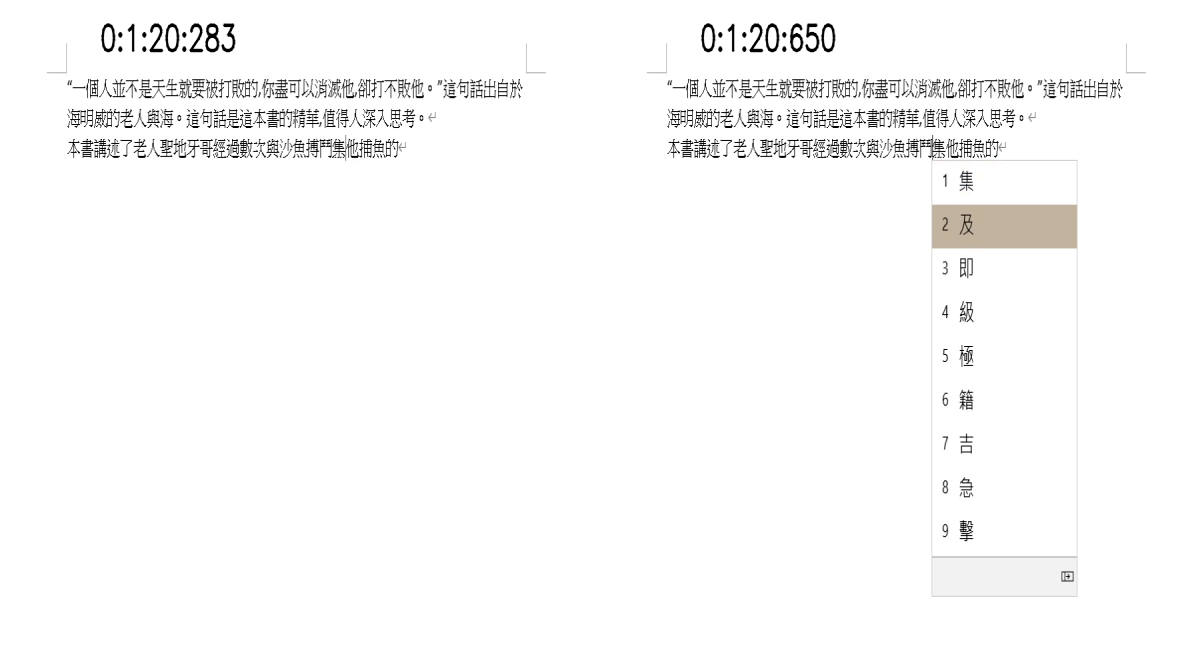 0:1:20:283
“一個人並不是天生就要被打敗的,你盡可以消滅他,卻打不敗他。”這句話出自於
海明威的老人與海。這句話是這本書的精華,值得人深入思考。
本書講述了老人聖地牙哥經過數次與沙魚搏鬥集他捕魚的
0:1:20:650
“一個人並不是天生就要被打敗的,你盡可以消滅他,卻打不敗他。”這句話出自於
海明威的老人與海。這句話是這本書的精華,值得人深入思考。
本書講述了老人聖地牙哥經過數次與沙魚搏鬥集他捕魚的
1 集
2 及
3 即
4 級
5 極
6 籍
7 吉
8 急
9 擊